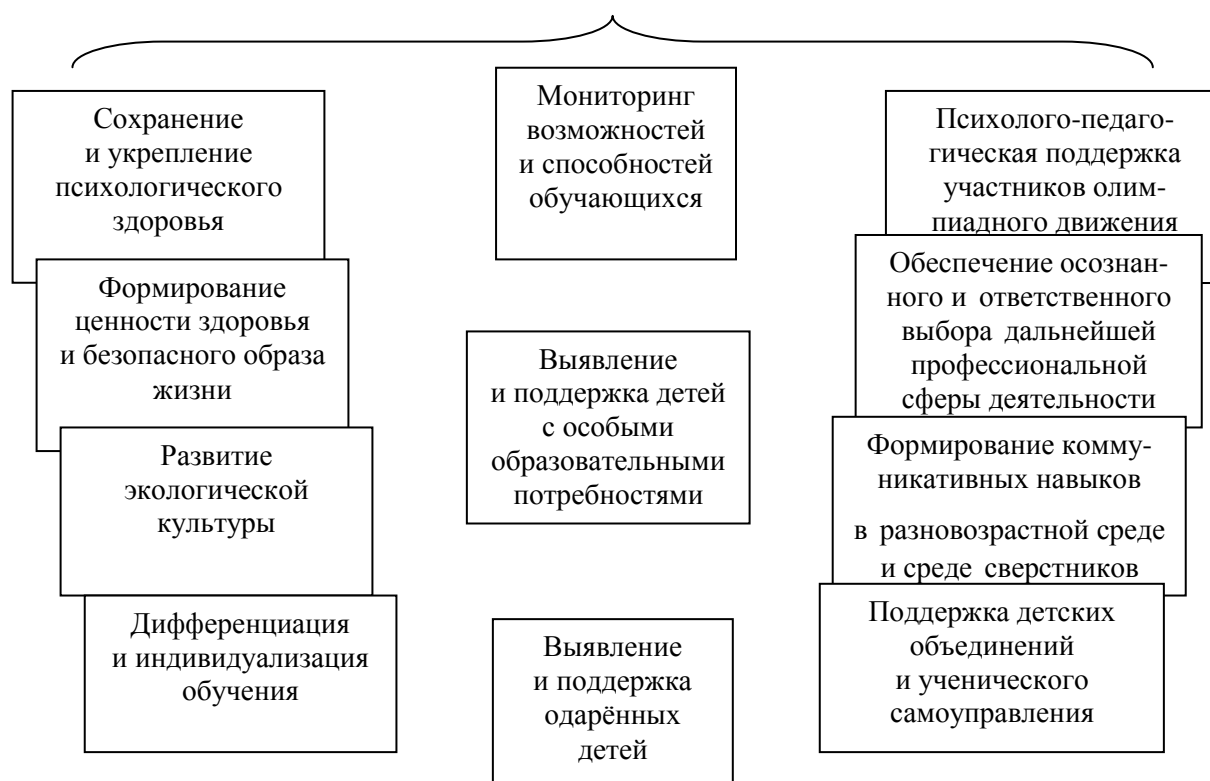 Сохранение
и укрепление
психологического
здоровья
Формирование
ценности здоровья
и безопасного образа
жизни
Развитие
экологической
культуры
Дифференциация
и индивидуализация
обучения
Мониторинг
возможностей
и способностей
обучающихся
Выявление
и поддержка детей
с особыми
образовательными
потребностями
Выявление
и поддержка
одарённых
детей
Психолого-педаго-
гическая поддержка
участников олим-
пиадного движения
Обеспечение осознан-
ного и ответственного
выбора дальнейшей
профессиональной
сферы деятельности
Формирование комму-
никативных навыков
в разновозрастной среде
и среде сверстников
Поддержка детских
объединений
и ученического
самоуправления